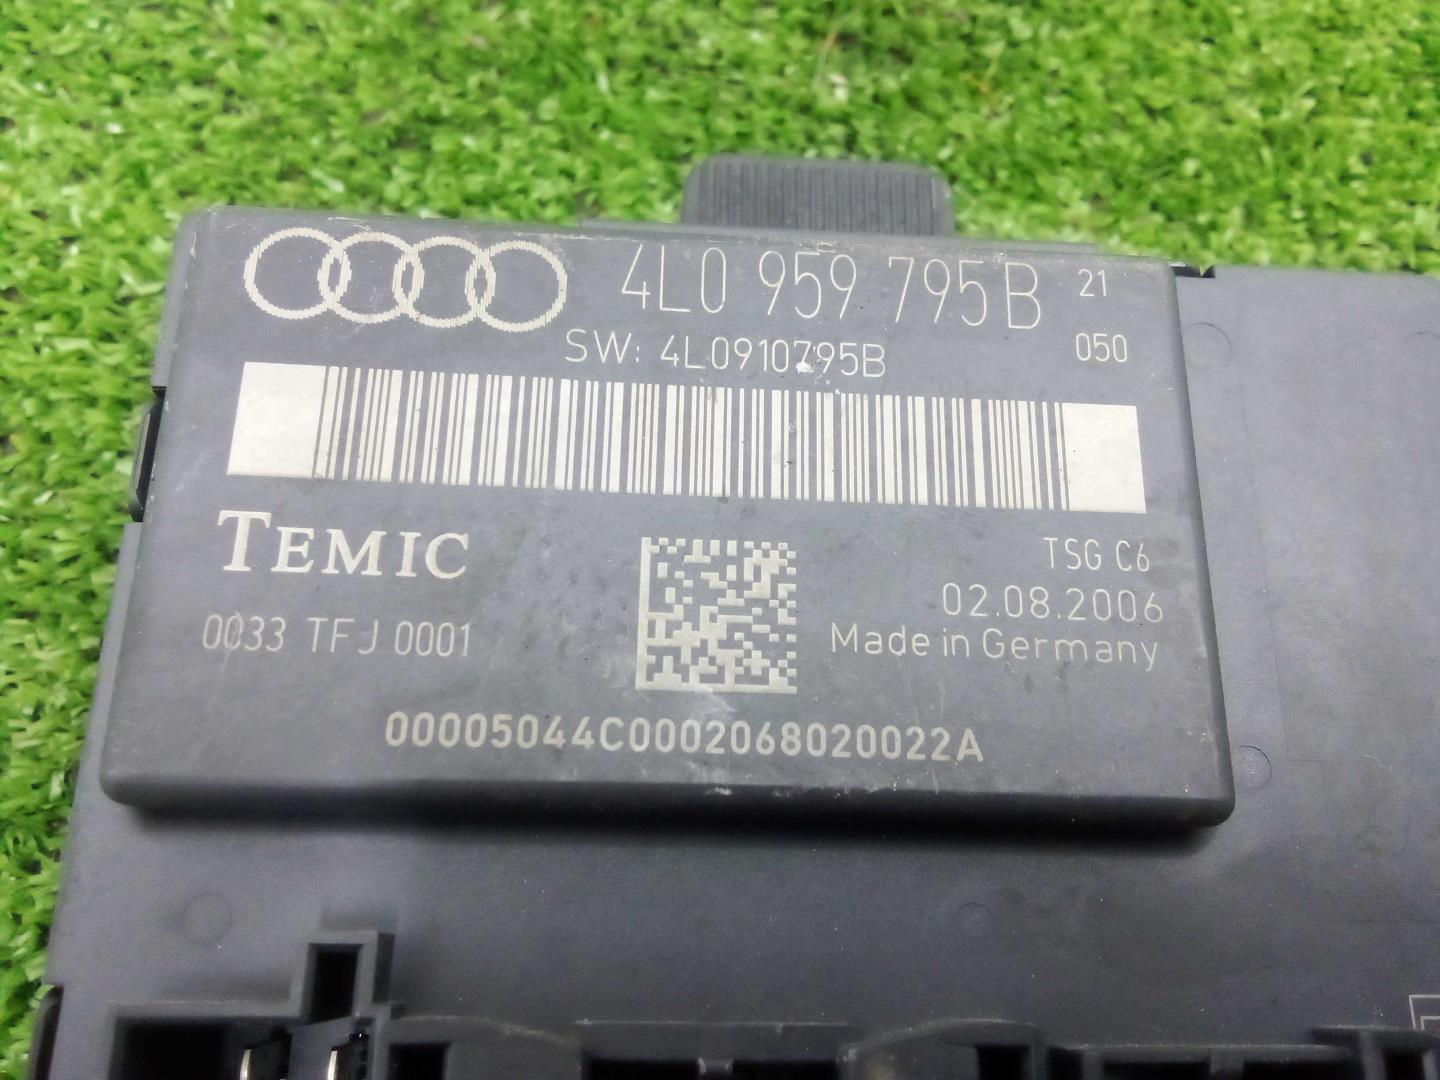 4L0 959 795B 21
SW: 4L0910795B 050
TEMIC
TSG C6
02.08.2006
0033 TFJ 0001
Made in Germany
00005044C0002068020022A